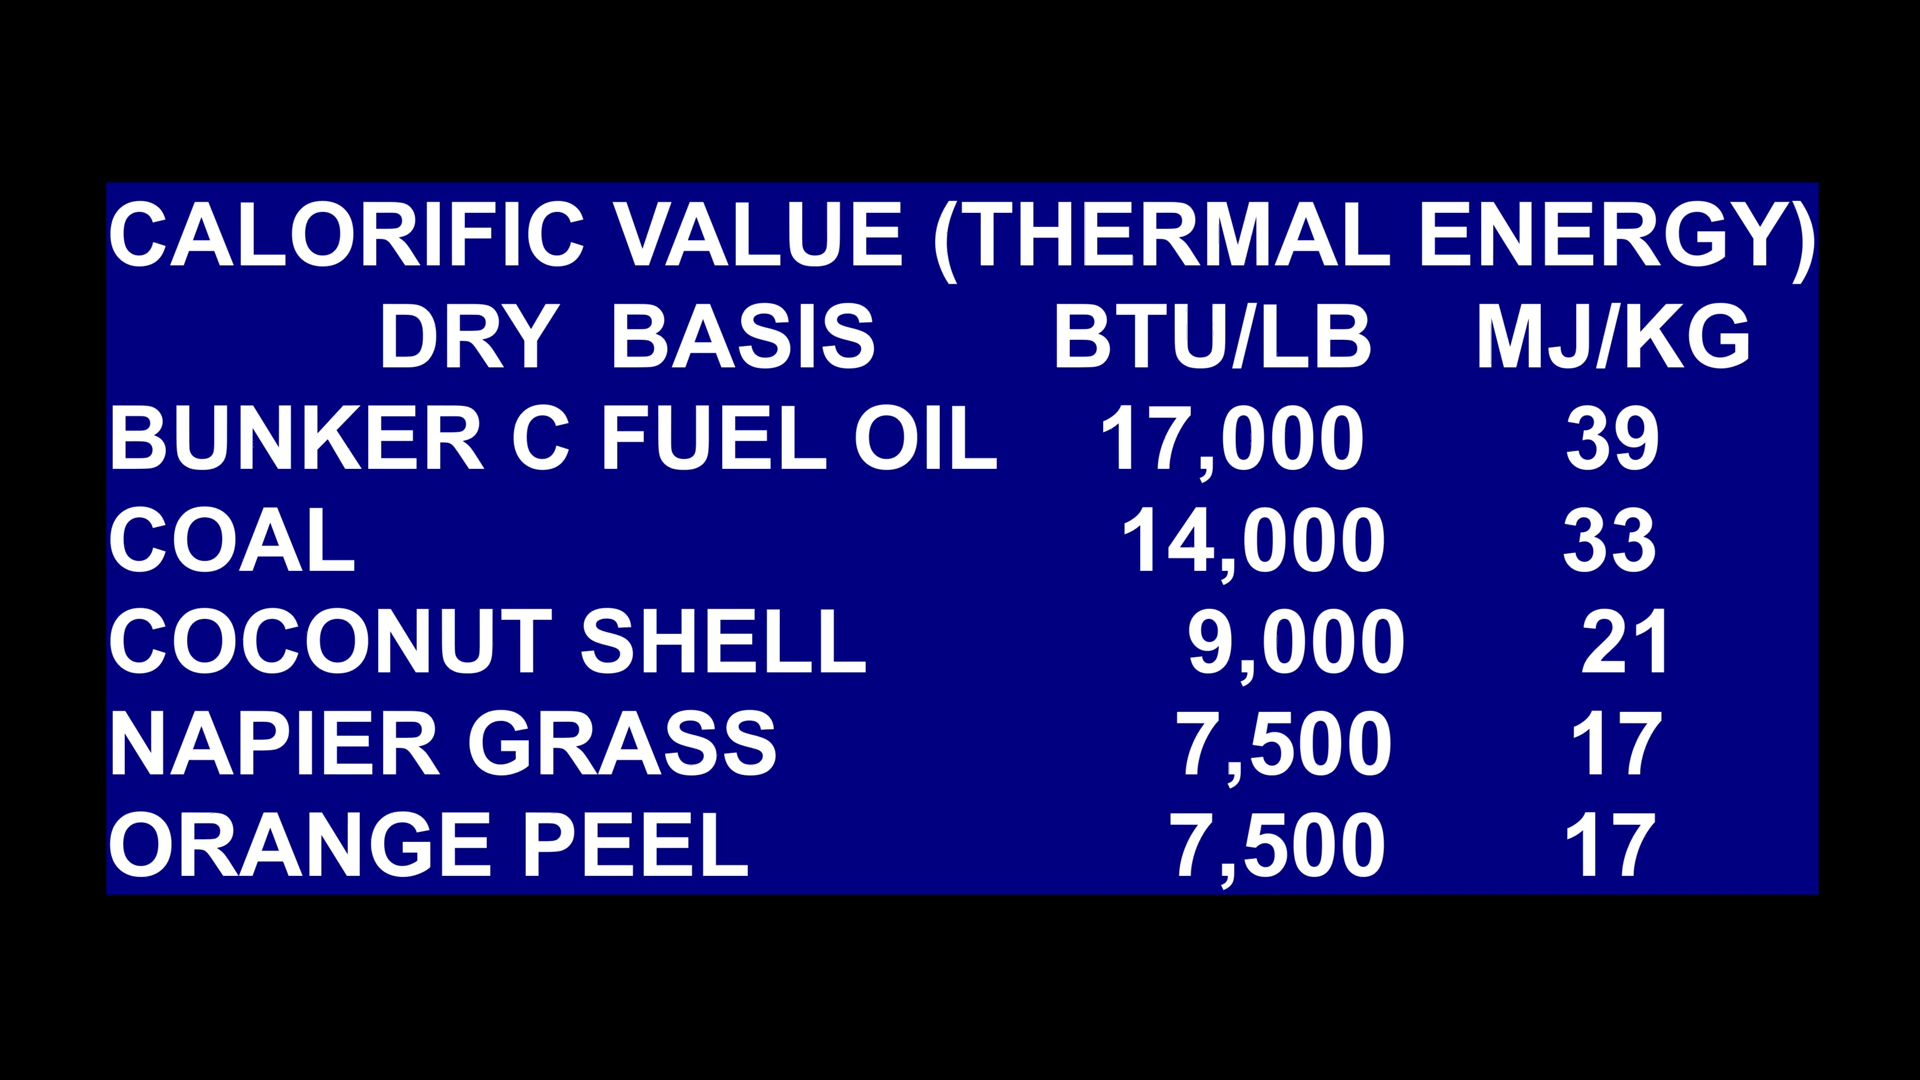 CALORIFIC VALUE (THERMAL ENERGY)
DRY BASIS BTU/LB MJ/KG
BUNKER C FUEL OIL 17,000 39
COAL 14,000 33
COCONUT SHELL 9,000 21
NAPIER GRASS 7,500 17
ORANGE PEEL 7,500 17